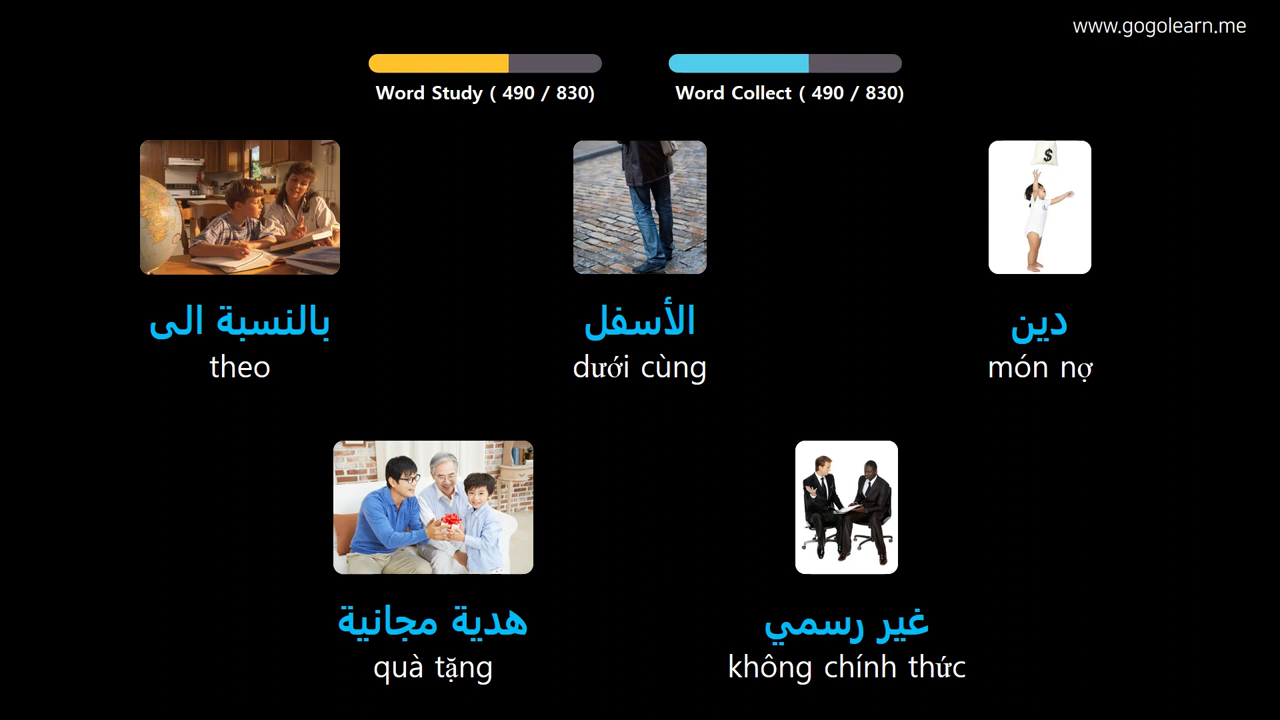 www.gogolearn.me
Word Study ( 490 / 830)
Word Collect ( 490 / 830)
بالنسبة الى
theo
الأسفل
dưới cùng
دين
món nợ
هدية مجانية
quà tặng
غير رسمي
không chính thức